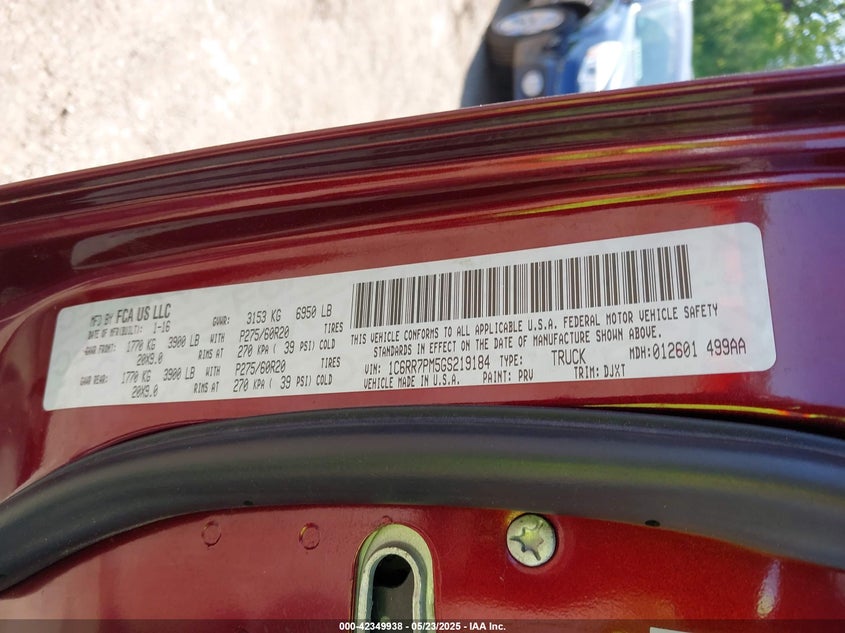 MFD BY FCA US LLC GVWR: 3153 KG 6950 LB
DATE OF MFR(BUILT): 1-16
GAWR FRONT: 1770 KG 3900 LB WITH P275/60R20 TIRES
20X9.0 RIMS AT 270 KPA ( 39 PSI) COLD
GAWR REAR: 1770 KG 3900 LB WITH P275/60R20 TIRES
20X9.0 RIMS AT 270 KPA ( 39 PSI) COLD
THIS VEHICLE CONFORMS TO ALL APPLICABLE U.S.A. FEDERAL MOTOR VEHICLE SAFETY
STANDARDS IN EFFECT ON THE DATE OF MANUFACTURE SHOWN ABOVE.
VIN: 1C6RR7PM5GS219184 TYPE: TRUCK MDH:012601 499AA
VEHICLE MADE IN U.S.A. PAINT: PRV TRIM: DJXT
000-42349938 - 05/23/2025 - IAA Inc.